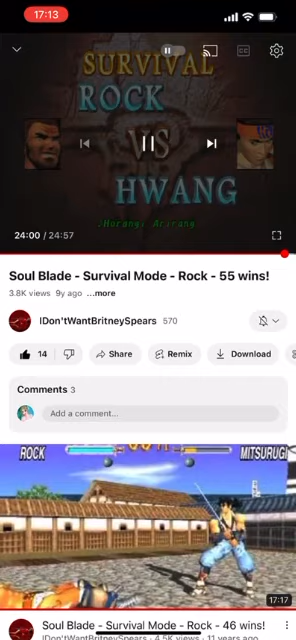 17:13
SURVIVAL
ROCK
VS
HWANG
CC
24:00 / 24:57
Soul Blade - Survival Mode - Rock - 55 wins!
3.8K views 9y ago ...more
IDon'tWantBritneySpears 570
14 Share Remix Download
Comments 3
Add a comment...
ROCK
MITSURUGI
17:17
Soul Blade - Survival Mode - Rock - 46 wins!
IDon'tWantBritneySpears · 4.5K views · 11 years ago